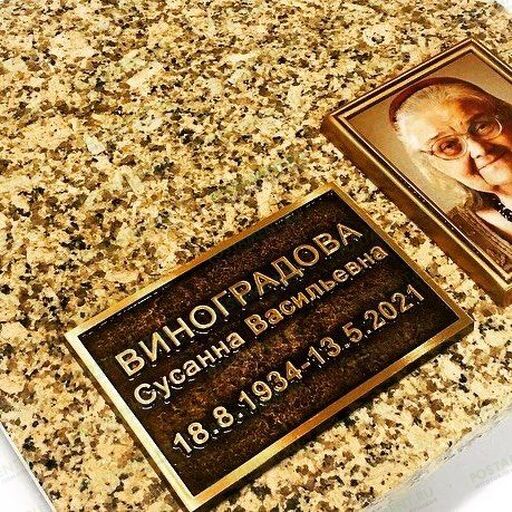 ВИНОГРАДОВА
Сусанна Васильевна
18.8.1934-13.5.2021